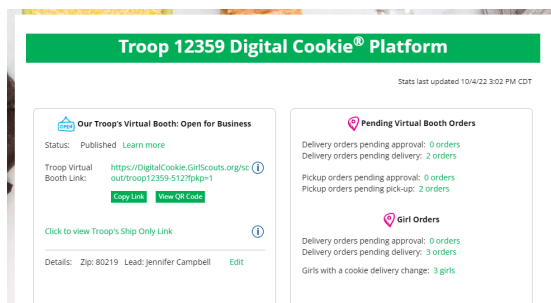 Troop 12359 Digital Cookie® Platform
Stats last updated 10/4/22 3:02 PM CDT
OPEN Our Troop's Virtual Booth: Open for Business
Status: Published Learn more
Troop Virtual Booth Link: https://DigitalCookie.GirlScouts.org/sc
out/troop12359-512?fpkp=1
Copy Link View QR Code
Click to view Troop's Ship Only Link
Details: Zip: 80219 Lead: Jennifer Campbell Edit
Pending Virtual Booth Orders
Delivery orders pending approval: 0 orders
Delivery orders pending delivery: 2 orders
Pickup orders pending approval: 0 orders
Pickup orders pending pick-up: 2 orders
Girl Orders
Delivery orders pending approval: 0 orders
Delivery orders pending delivery: 3 orders
Girls with a cookie delivery change: 3 girls